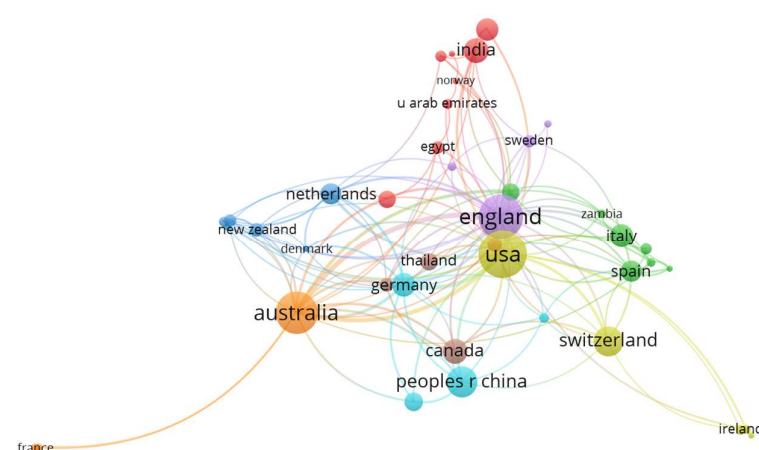 india
norway
u arab emirates
egypt
sweden
netherlands
england
zambia
new zealand
italy
denmark
usa
thailand
spain
germany
australia
switzerland
canada
peoples r china
ireland
france